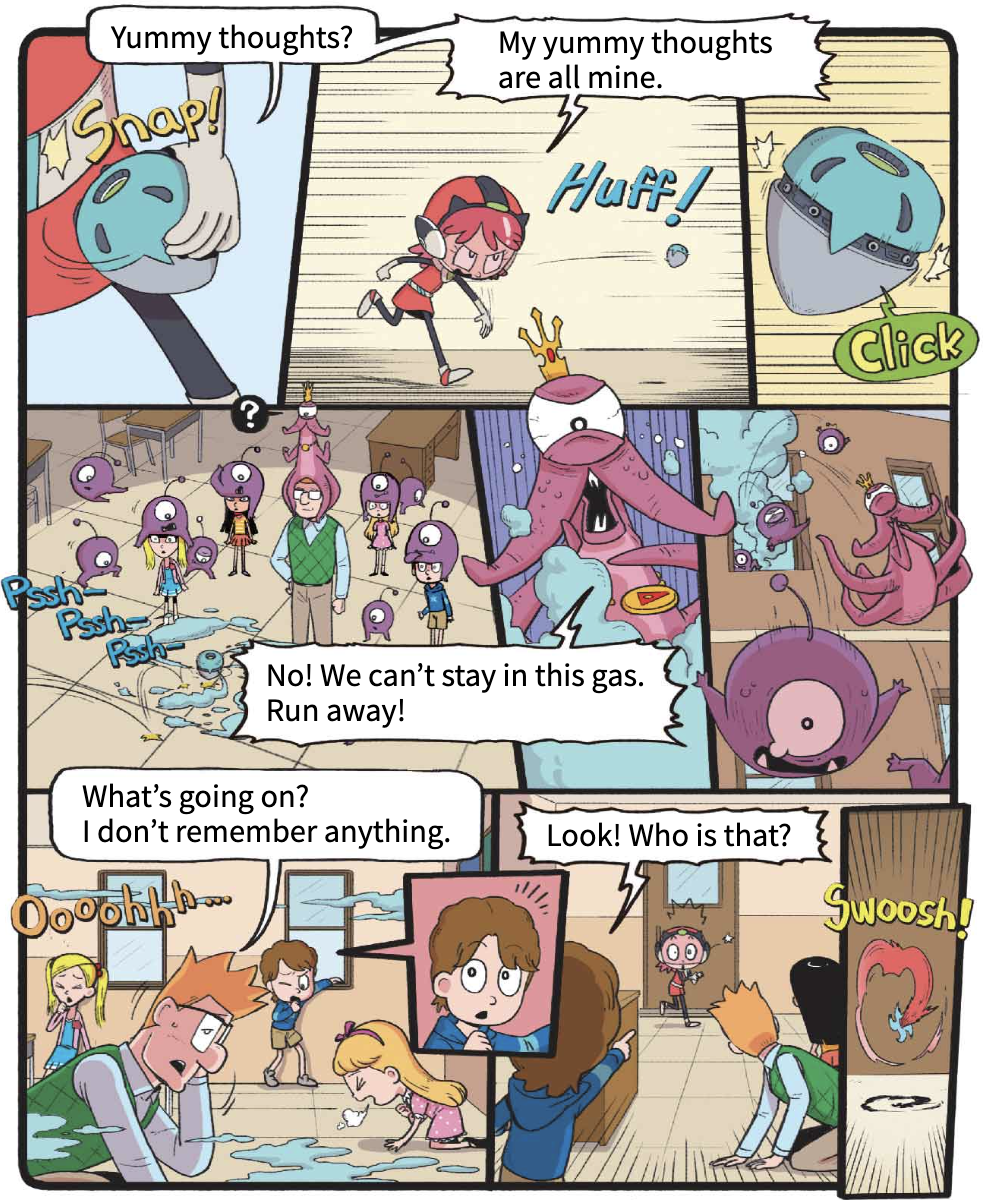 Yummy thoughts?
My yummy thoughts
are all mine.
Snap!
Huff!
Click
?
Pssh-
Pssh-
Pssh-
No! We can't stay in this gas.
Run away!
What's going on?
I don't remember anything.
Oooohhh...
Look! Who is that?
Swoosh!